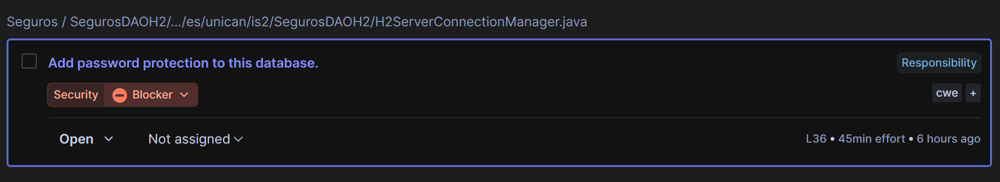 Seguros / SegurosDAOH2/.../es/unican/is2/SegurosDAOH2/H2ServerConnectionManager.java
Add password protection to this database.
Responsibility
Security Blocker
cwe +
Open Not assigned
L36 • 45min effort • 6 hours ago